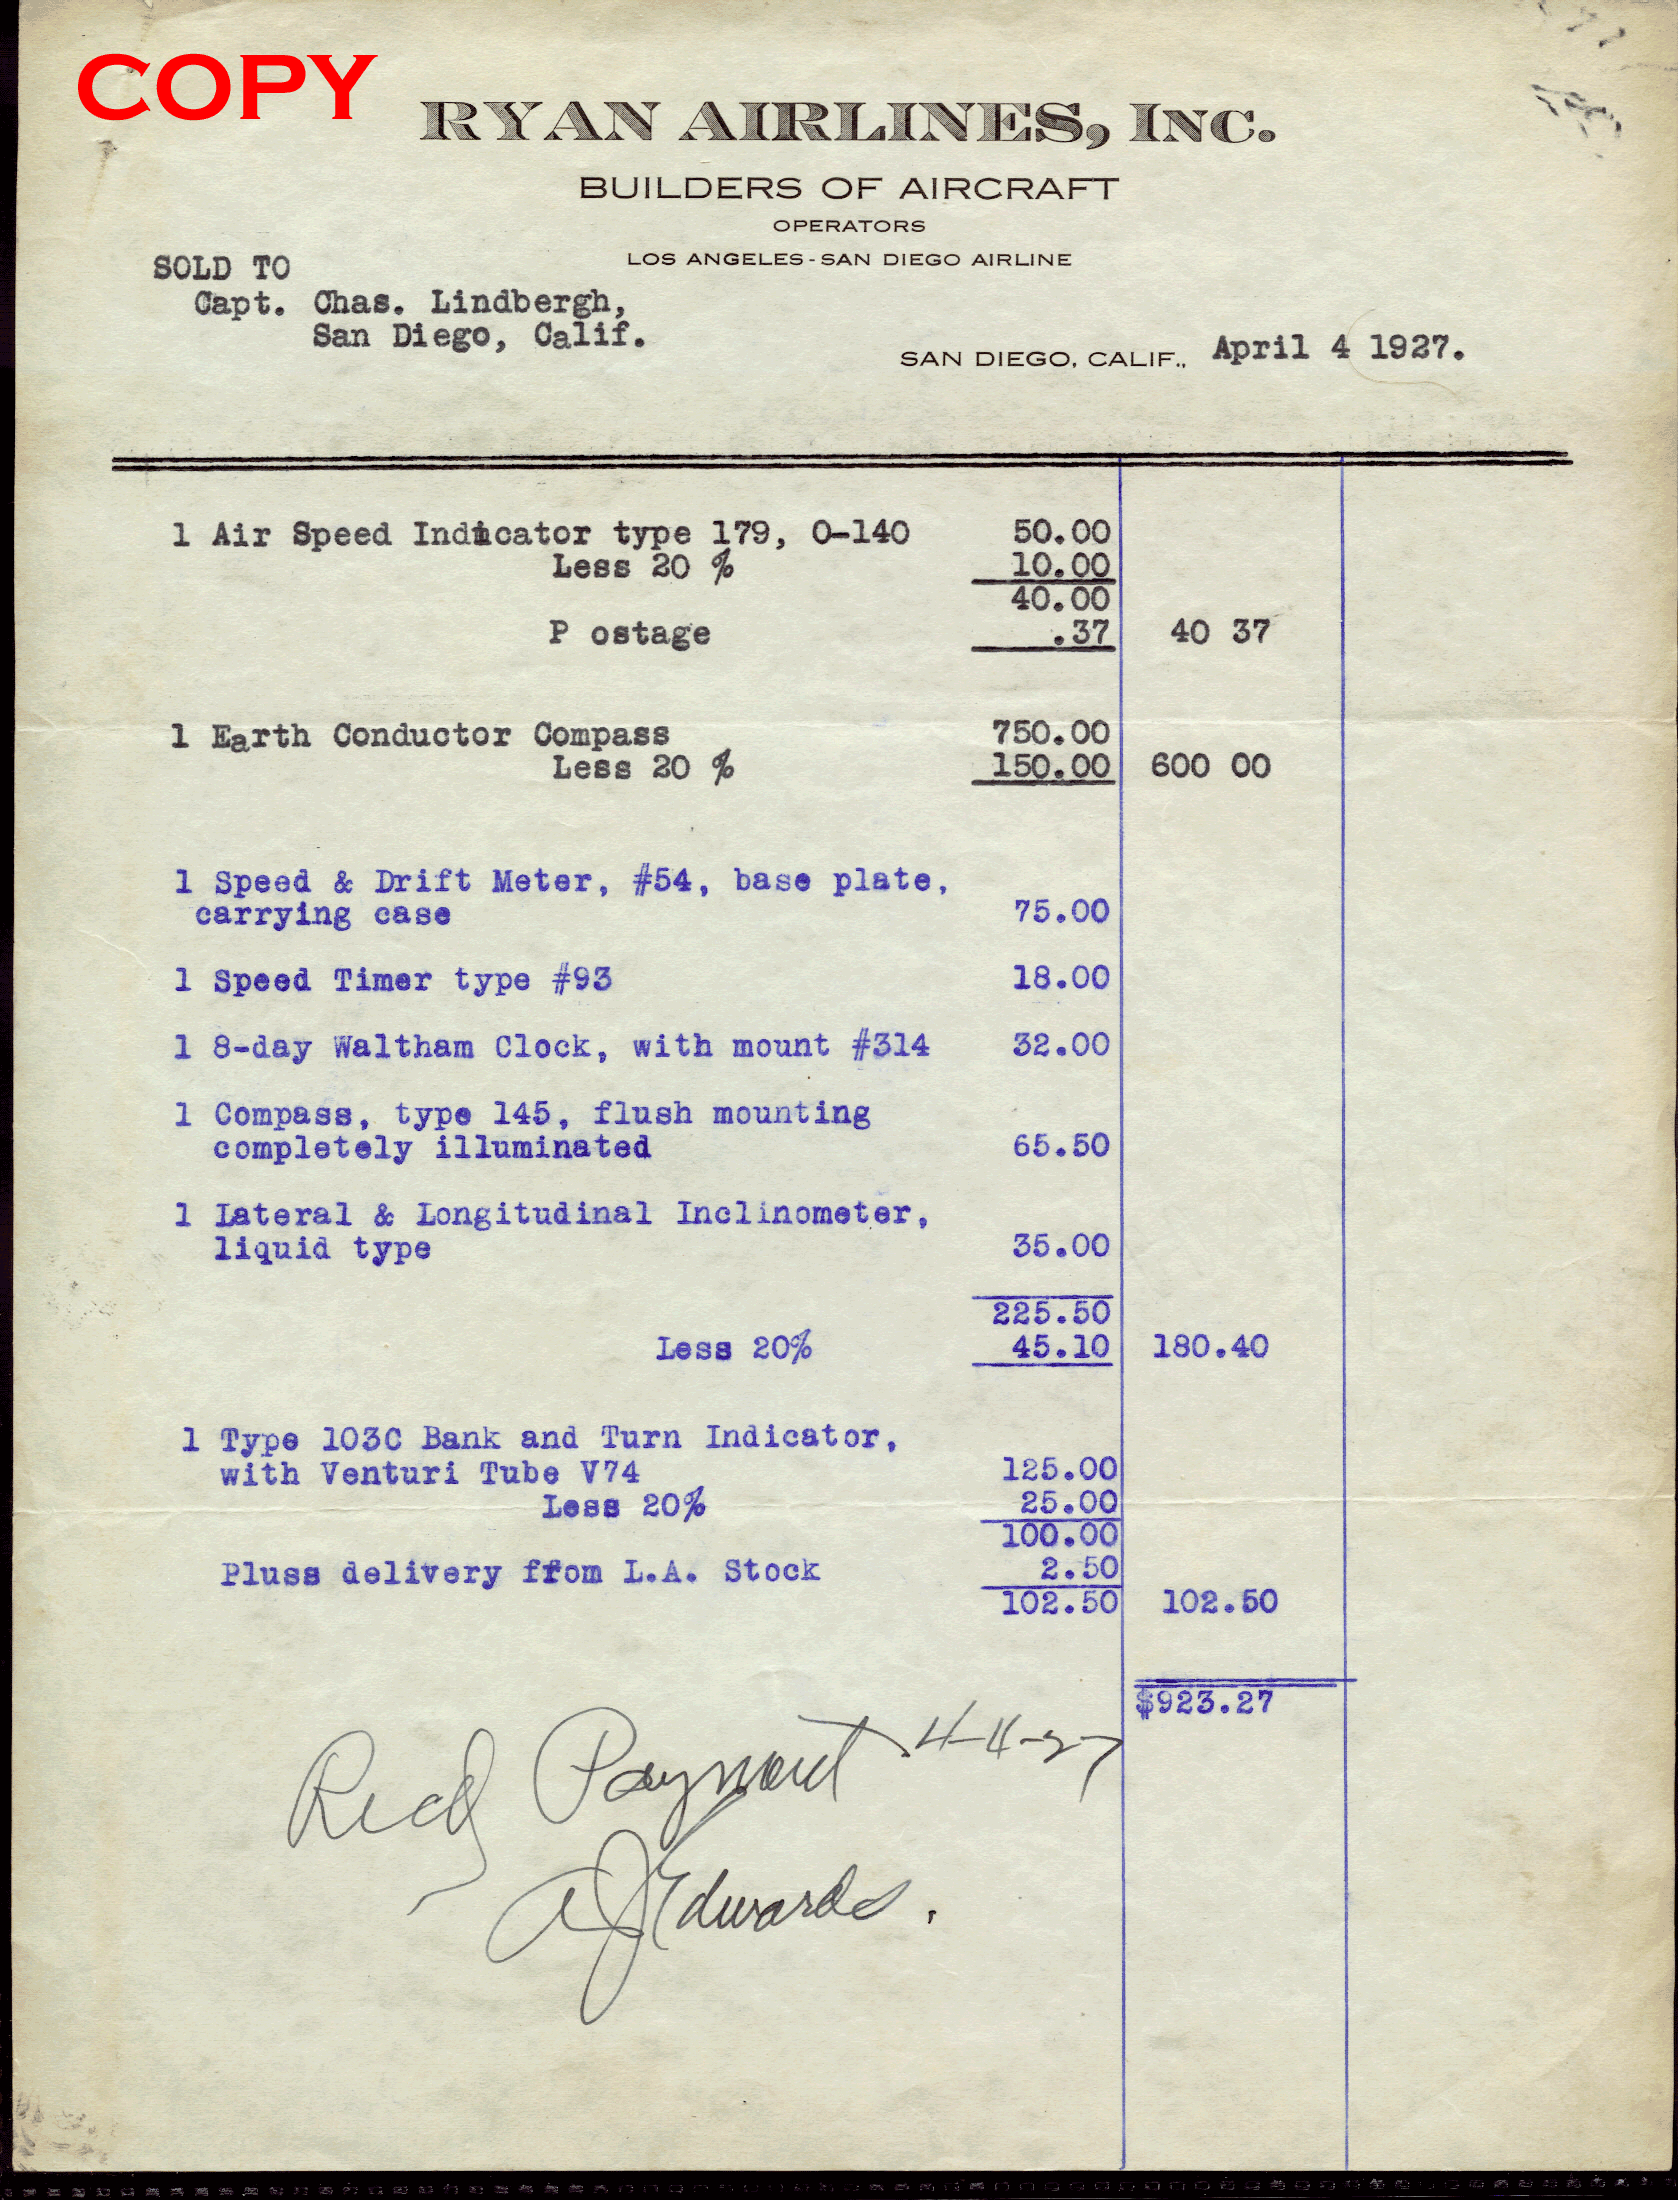 COPY
RYAN AIRLINES, INC.
BUILDERS OF AIRCRAFT
OPERATORS
LOS ANGELES - SAN DIEGO AIRLINE
SOLD TO
Capt. Chas. Lindbergh,
San Diego, Calif.
SAN DIEGO, CALIF., April 4 1927.
1 Air Speed Indicator type 179, O-140 50.00
Less 20 % 10.00
40.00
P ostage .37 40 37
1 Earth Conductor Compass 750.00
Less 20 % 150.00 600 00
1 Speed & Drift Meter, #54, base plate,
carrying case 75.00
1 Speed Timer type #93 18.00
1 8-day Waltham Clock, with mount #314 32.00
1 Compass, type 145, flush mounting
completely illuminated 65.50
1 Lateral & Longitudinal Inclinometer,
liquid type 35.00
225.50
Less 20% 45.10 180.40
1 Type 103C Bank and Turn Indicator,
with Venturi Tube V74 125.00
Less 20% 25.00
100.00
Pluss delivery from L.A. Stock 2.50
102.50 102.50
$923.27
Recd Payment 4-4-27
A J Edwards.